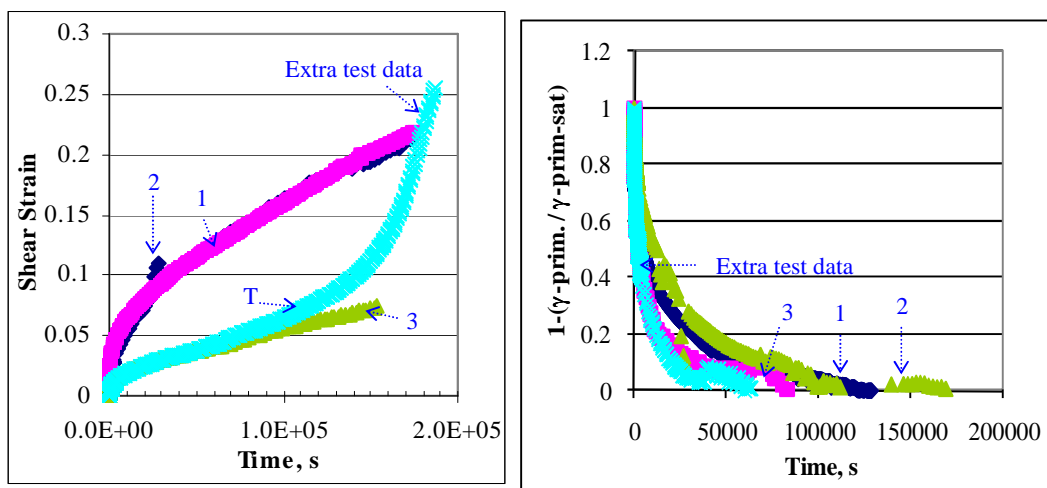 0.3
Extra test data
0.25
0.2
2
1
0.15
Shear Strain
0.1
T
0.05
3
0
0.0E+00 1.0E+05 2.0E+05
Time, s
1.2
1
0.8
0.6
Extra test data
0.4
3 1 2
0.2
0
1-(γ-prim. /γ-prim-sat)
0 50000 100000 150000 200000
Time, s